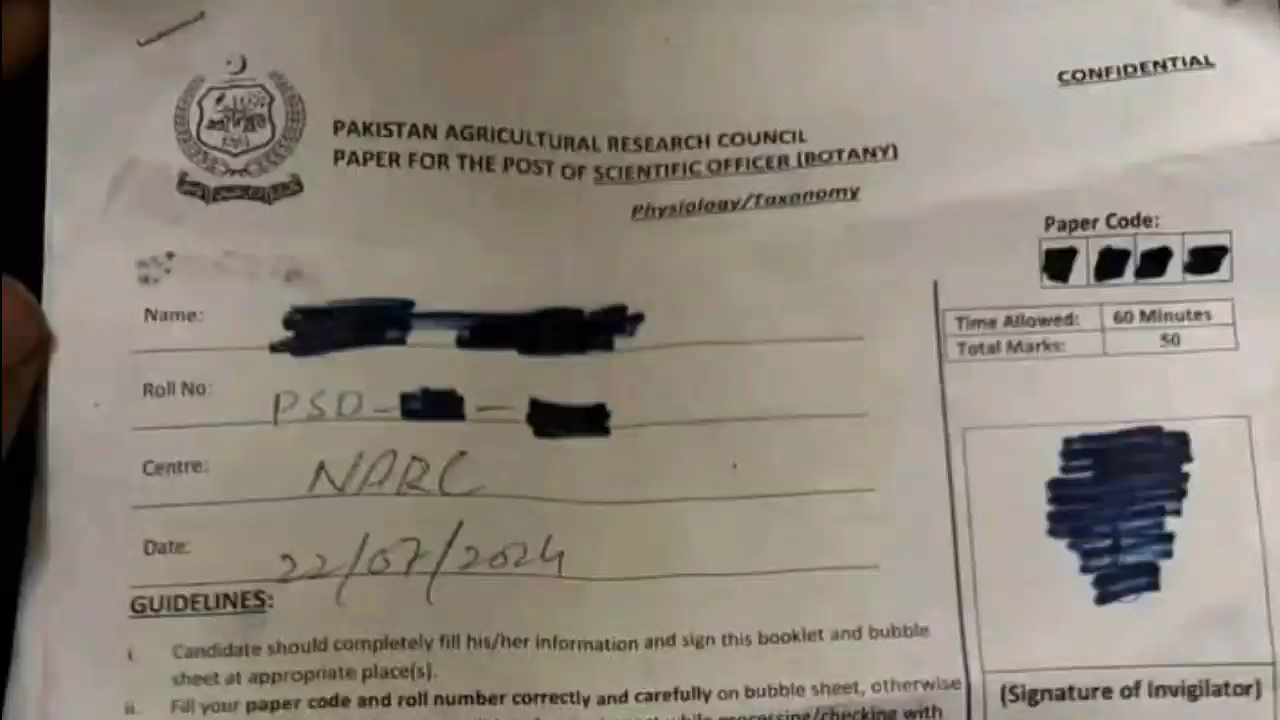 CONFIDENTIAL
PAKISTAN AGRICULTURAL RESEARCH COUNCIL
PAPER FOR THE POST OF SCIENTIFIC OFFICER (BOTANY)
Physiology/Taxonomy
Paper Code:
Time Allowed: 60 Minutes
Total Marks: 50
Name:
Roll No: PSD- -
Centre: NARC
Date: 22/07/2024
GUIDELINES:
i. Candidate should completely fill his/her information and sign this booklet and bubble
sheet at appropriate place(s).
ii. Fill your paper code and roll number correctly and carefully on bubble sheet, otherwise
processing/checking with
(Signature of Invigilator)